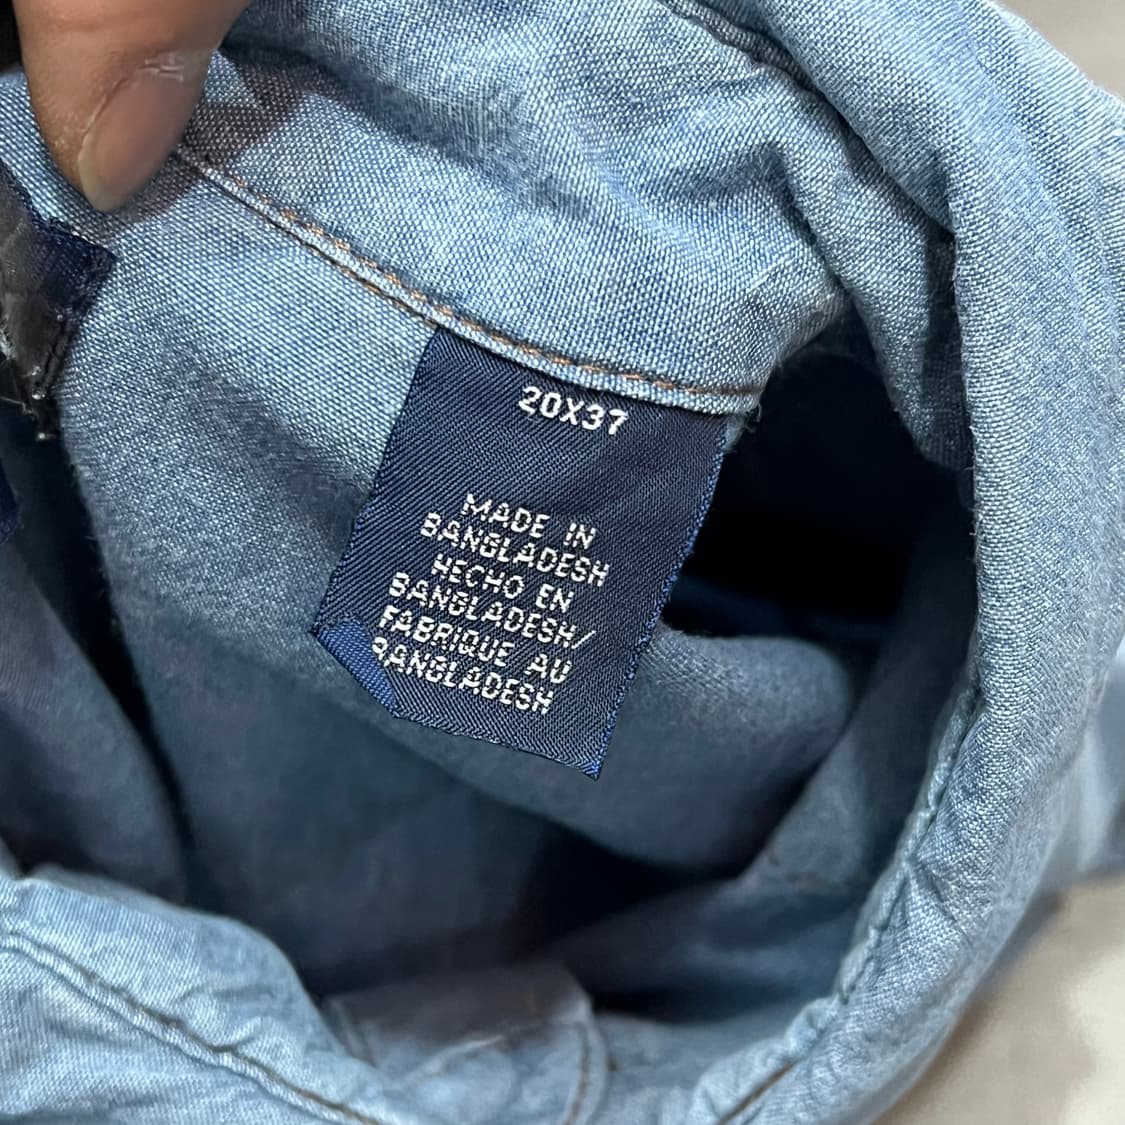 20X37
MADE IN
BANGLADESH
HECHO EN
BANGLADESH/
FABRIQUE AU
BANGLADESH